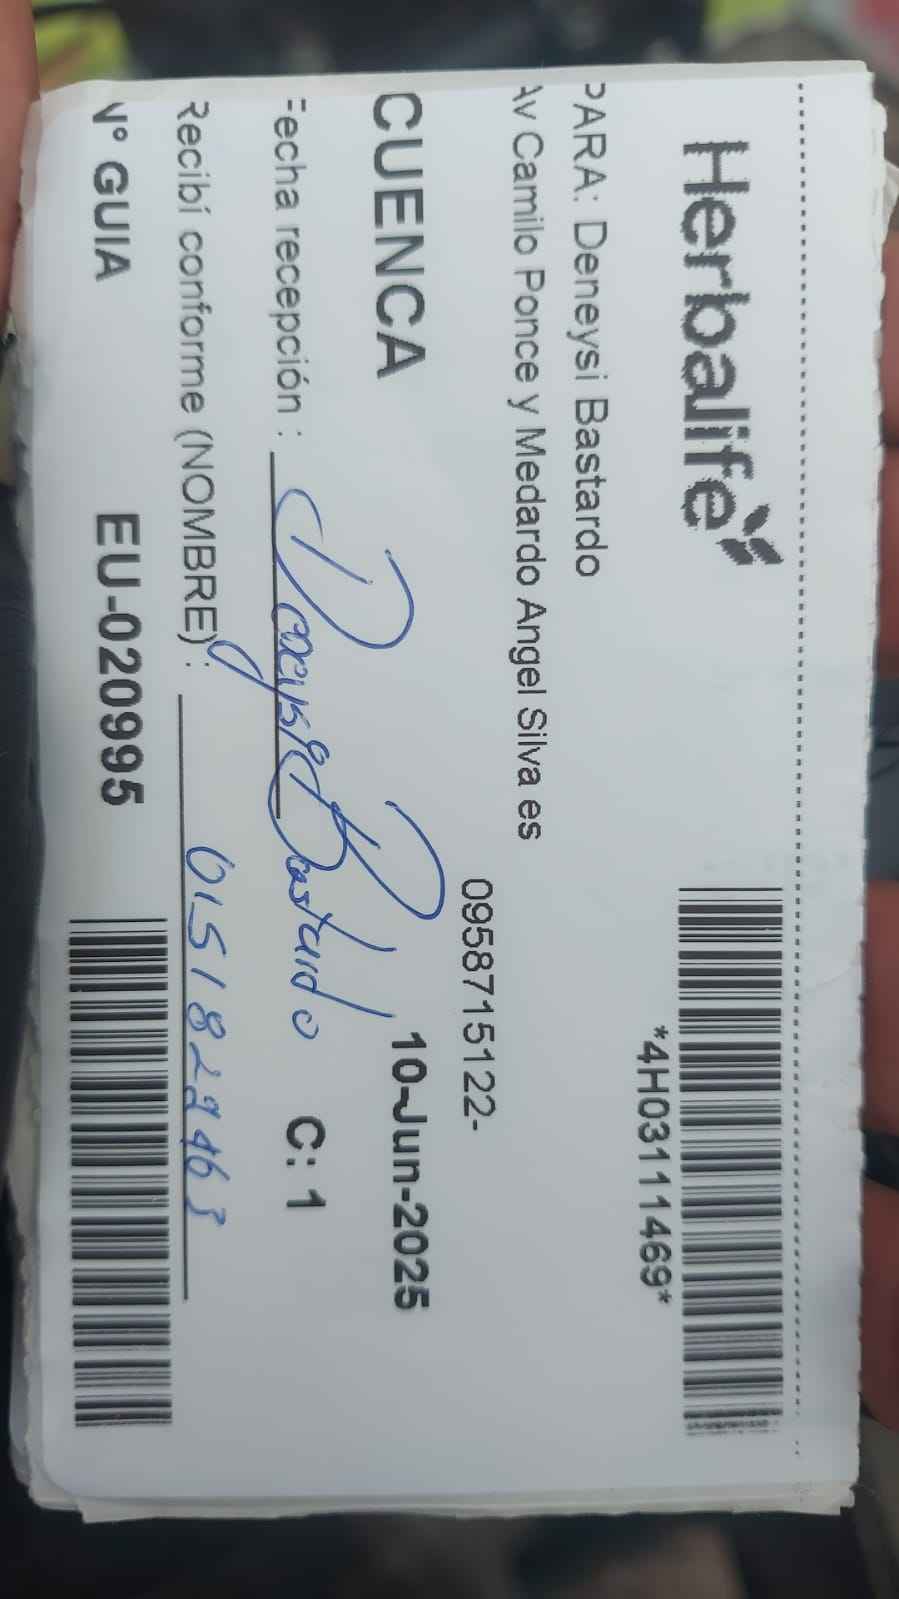 Herbalife
*4H03111469*
PARA: Deneysi Bastardo
Av Camilo Ponce y Medardo Angel Silva es
0958715122-
CUENCA
10-Jun-2025
Fecha recepción :
Deneysi Bastardo
C: 1
Recibí conforme (NOMBRE) :
N° GUIA
EU-020995